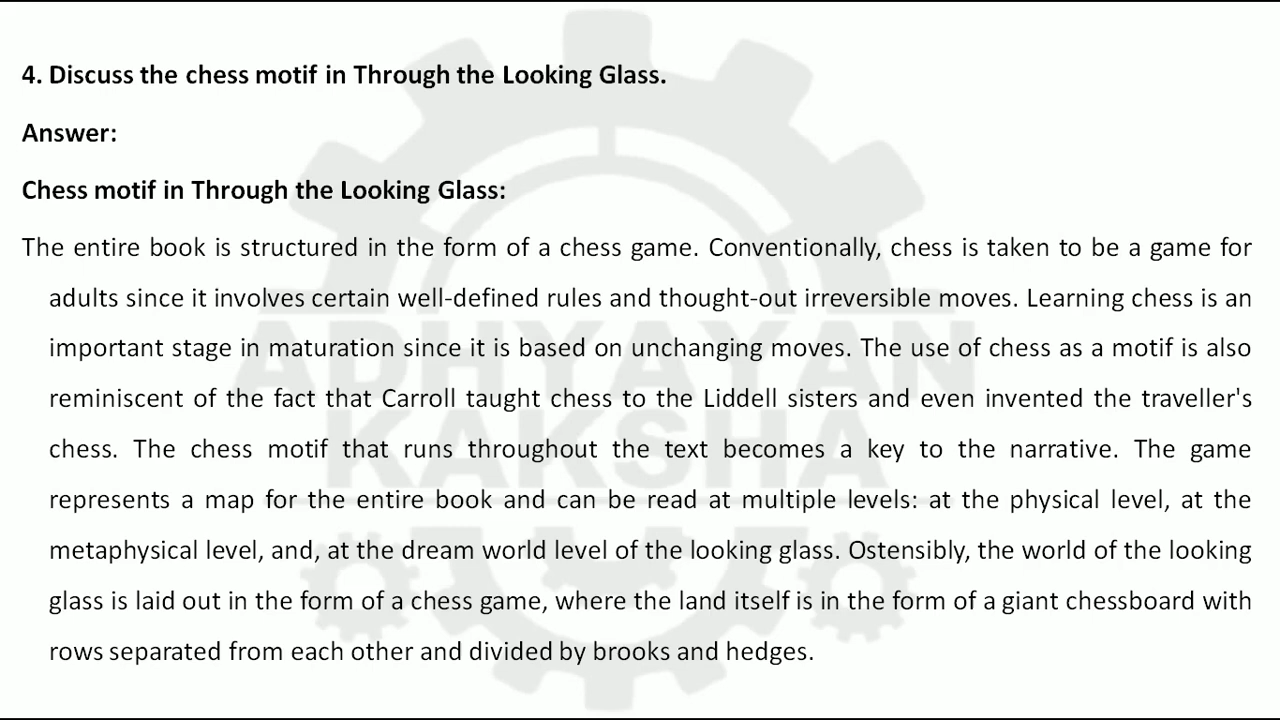 4. Discuss the chess motif in Through the Looking Glass.
Answer:
Chess motif in Through the Looking Glass:
The entire book is structured in the form of a chess game. Conventionally, chess is taken to be a game for
adults since it involves certain well-defined rules and thought-out irreversible moves. Learning chess is an
important stage in maturation since it is based on unchanging moves. The use of chess as a motif is also
reminiscent of the fact that Carroll taught chess to the Liddell sisters and even invented the traveller's
chess. The chess motif that runs throughout the text becomes a key to the narrative. The game
represents a map for the entire book and can be read at multiple levels: at the physical level, at the
metaphysical level, and, at the dream world level of the looking glass. Ostensibly, the world of the looking
glass is laid out in the form of a chess game, where the land itself is in the form of a giant chessboard with
rows separated from each other and divided by brooks and hedges.
ADHYAYAN
KAKSHA